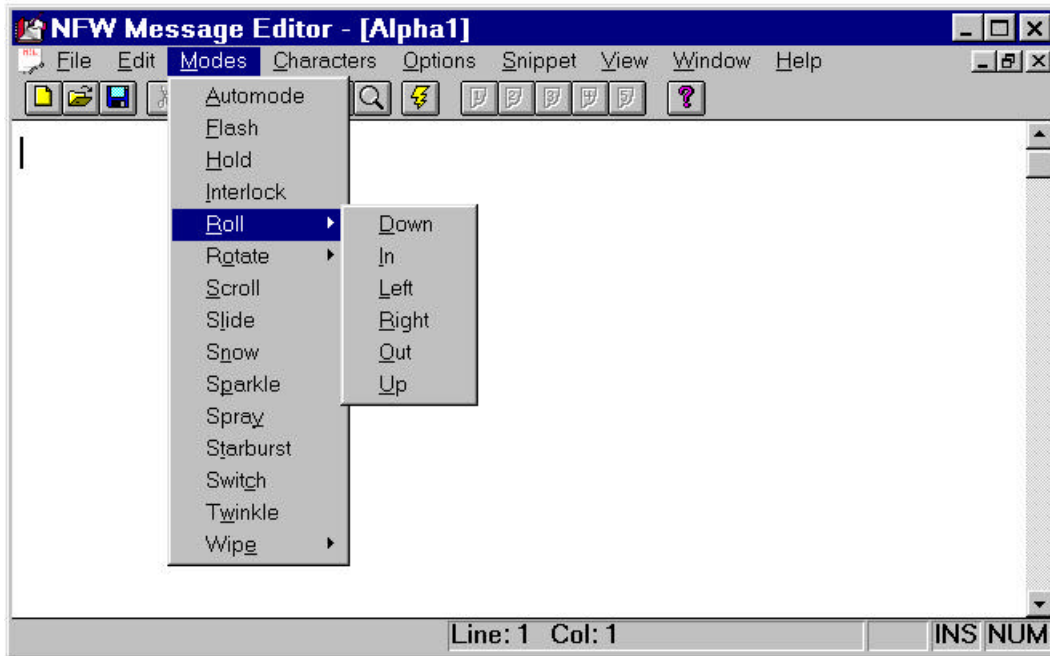 NFW Message Editor - [Alpha1]
File Edit Modes Characters Options Snippet View Window Help
Automode
Flash
Hold
Interlock
Roll
Rotate
Scroll
Slide
Snow
Sparkle
Spray
Starburst
Switch
Twinkle
Wipe
Down
In
Left
Right
Out
Up
Line: 1 Col: 1 INS NUM